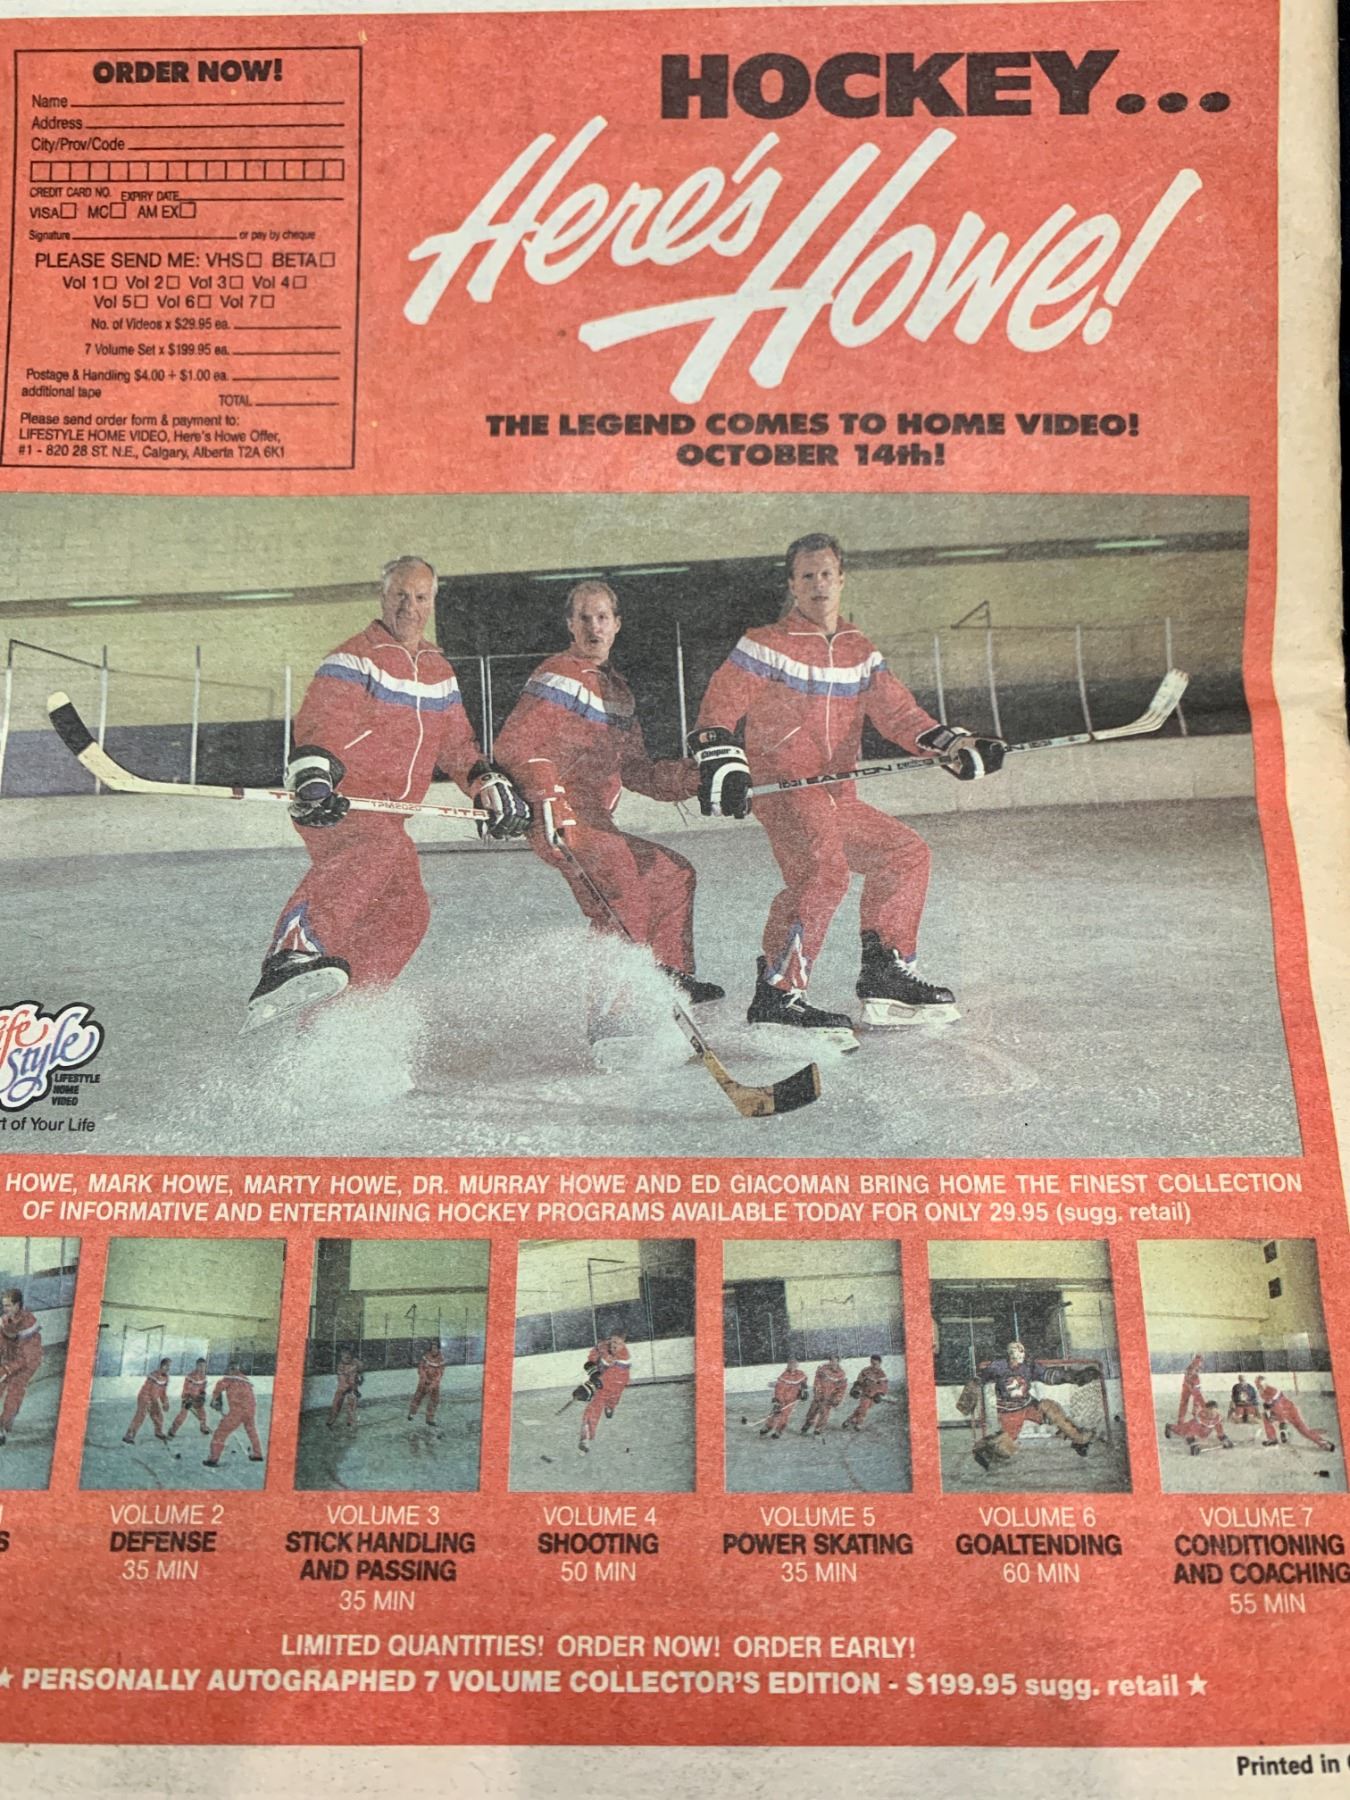 ORDER NOW!
Name
Address
City/Prov/Code
CREDIT CARD NO. EXPIRY DATE
VISA☐ MC☐ AM EX☐
Signature or pay by cheque
PLEASE SEND ME: VHS☐ BETA☐
Vol 1☐ Vol 2☐ Vol 3☐ Vol 4☐
Vol 5☐ Vol 6☐ Vol 7☐
No. of Videos x $29.95 ea.
7 Volume Set x $199.95 ea.
Postage & Handling $4.00 + $1.00 ea.
additional tape
TOTAL
Please send order form & payment to:
LIFESTYLE HOME VIDEO, Here's Howe Offer,
#1 - 820 28 ST. N.E., Calgary, Alberta T2A 6K1
HOCKEY...
Here's
Howe!
THE LEGEND COMES TO HOME VIDEO!
OCTOBER 14th!
Cooper
TPM2020 TITA
EASTON
ife
Style
LIFESTYLE
HOME
VIDEO
rt of Your Life
HOWE, MARK HOWE, MARTY HOWE, DR. MURRAY HOWE AND ED GIACOMAN BRING HOME THE FINEST COLLECTION
OF INFORMATIVE AND ENTERTAINING HOCKEY PROGRAMS AVAILABLE TODAY FOR ONLY 29.95 (sugg. retail)
S
VOLUME 2
DEFENSE
35 MIN
VOLUME 3
STICK HANDLING
AND PASSING
35 MIN
VOLUME 4
SHOOTING
50 MIN
VOLUME 5
POWER SKATING
35 MIN
VOLUME 6
GOALTENDING
60 MIN
VOLUME 7
CONDITIONING
AND COACHING
55 MIN
LIMITED QUANTITIES! ORDER NOW! ORDER EARLY!
★ PERSONALLY AUTOGRAPHED 7 VOLUME COLLECTOR'S EDITION - $199.95 sugg. retail ★
Printed in